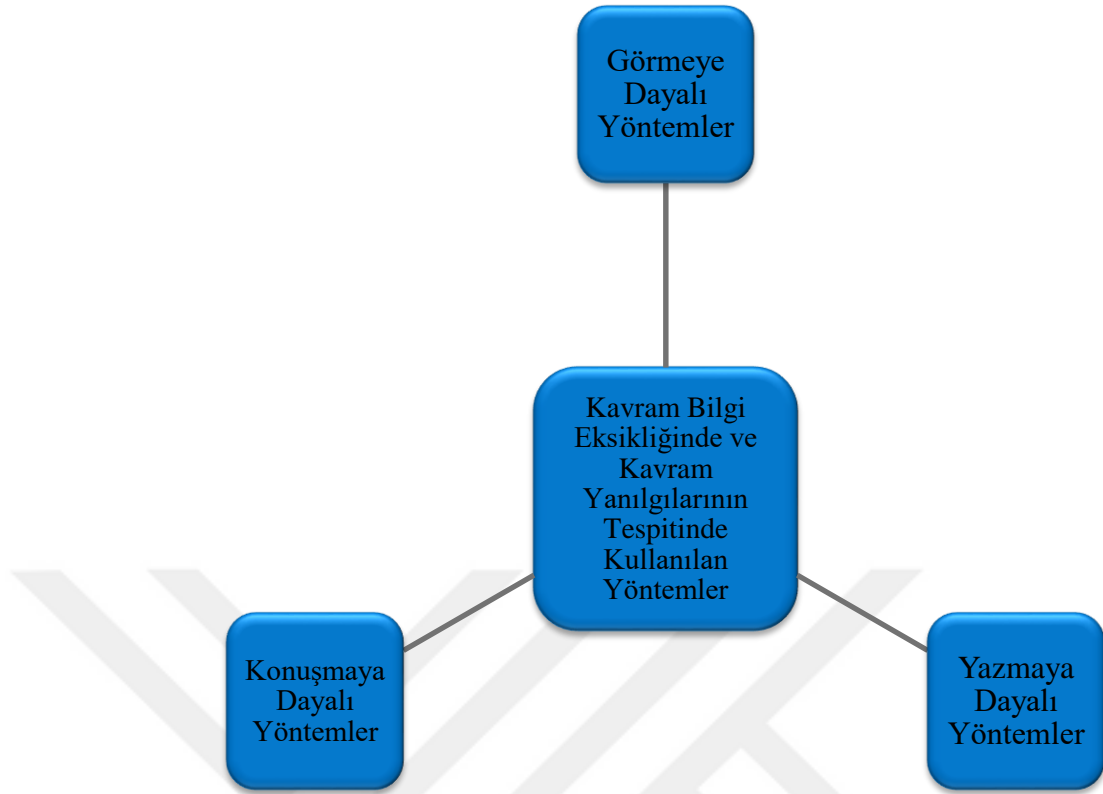 Görmeye
Dayalı
Yöntemler
Kavram Bilgi
Eksikliğinde ve
Kavram
Yanılgılarının
Tespitinde
Kullanılan
Yöntemler
Konuşmaya
Dayalı
Yöntemler
Yazmaya
Dayalı
Yöntemler